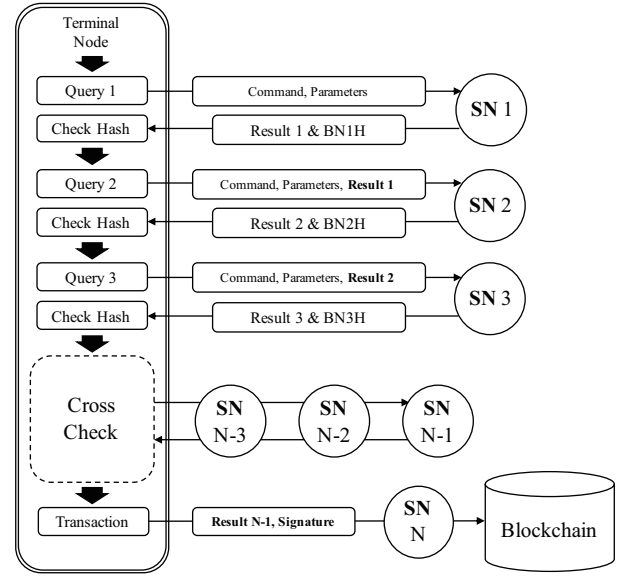 Terminal
Node
Query 1
Command, Parameters
SN 1
Check Hash
Result 1 & BN1H
Query 2
Command, Parameters, Result 1
SN 2
Check Hash
Result 2 & BN2H
Query 3
Command, Parameters, Result 2
SN 3
Check Hash
Result 3 & BN3H
Cross
Check
SN
N-3
SN
N-2
SN
N-1
Transaction
Result N-1, Signature
SN
N
Blockchain